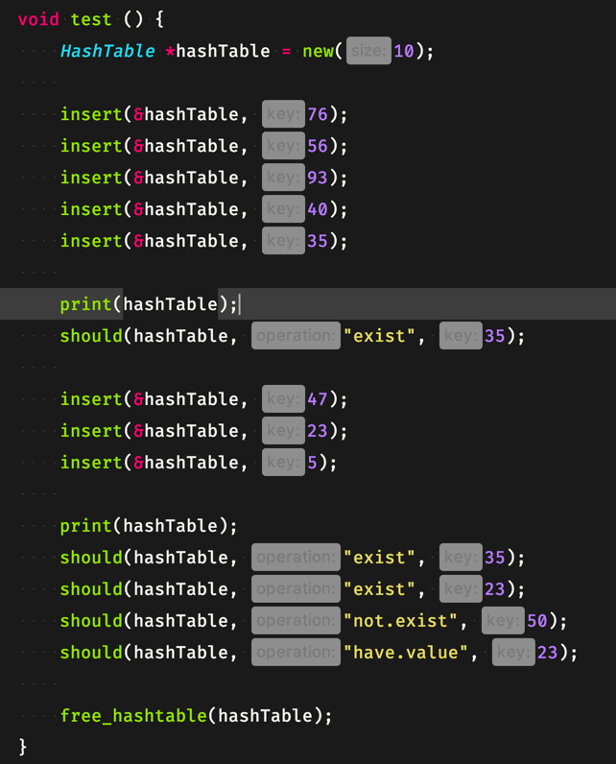 void test () {
HashTable *hashTable = new( size: 10);
insert(&hashTable, key: 76);
insert(&hashTable, key: 56);
insert(&hashTable, key: 93);
insert(&hashTable, key: 40);
insert(&hashTable, key: 35);
print(hashTable);
should(hashTable, operation: "exist", key: 35);
insert(&hashTable, key: 47);
insert(&hashTable, key: 23);
insert(&hashTable, key: 5);
print(hashTable);
should(hashTable, operation: "exist", key: 35);
should(hashTable, operation: "exist", key: 23);
should(hashTable, operation: "not.exist", key: 50);
should(hashTable, operation: "have.value", key: 23);
free_hashtable(hashTable);
}